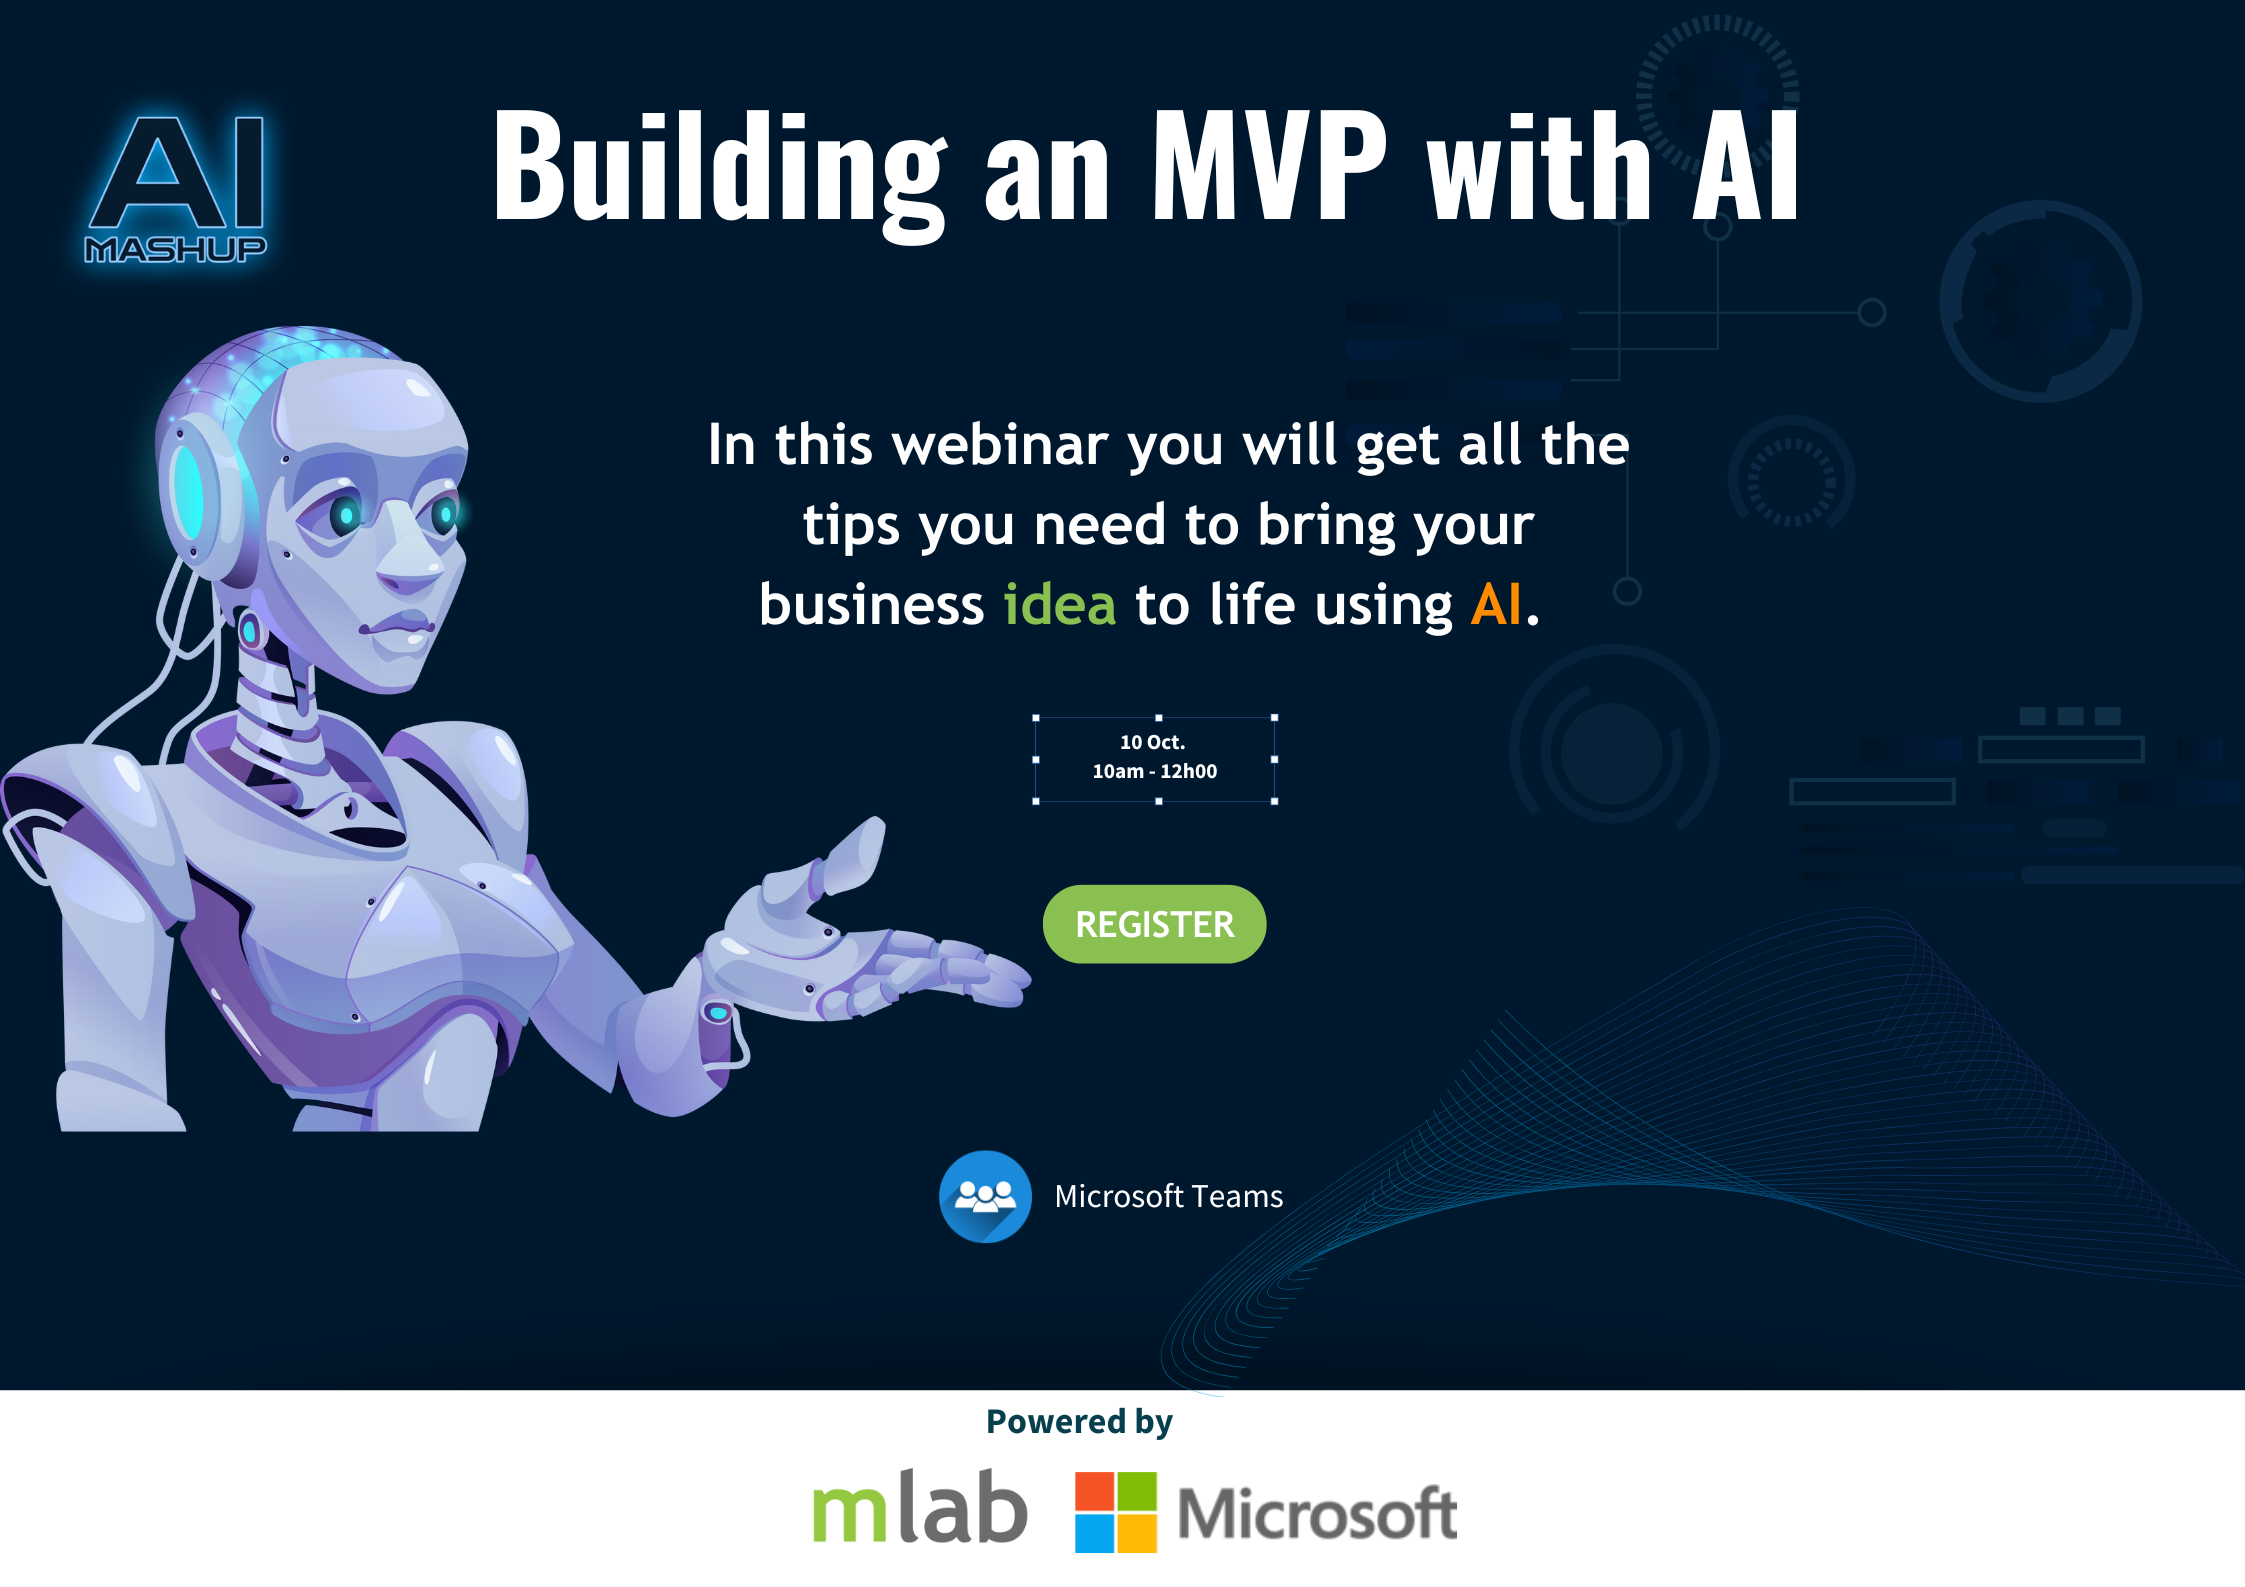 AI
MASHUP
Building an MVP with AI
In this webinar you will get all the
tips you need to bring your
business idea to life using AI.
10 Oct.
10am - 12h00
REGISTER
Microsoft Teams
Powered by
mlab
Microsoft